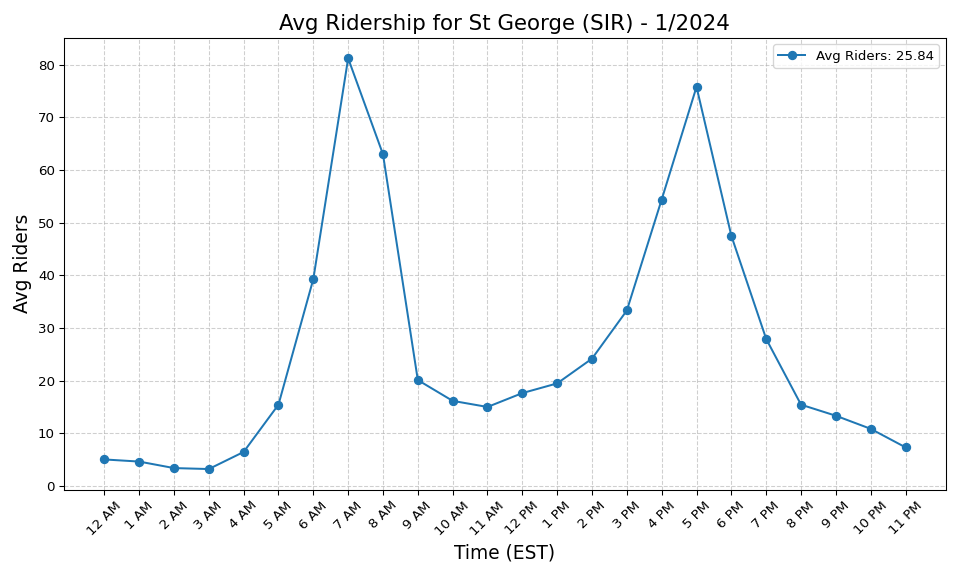 Avg Ridership for St George (SIR) - 1/2024
Avg Riders: 25.84
Avg Riders
80
70
60
50
40
30
20
10
0
12 AM 1 AM 2 AM 3 AM 4 AM 5 AM 6 AM 7 AM 8 AM 9 AM 10 AM 11 AM 12 PM 1 PM 2 PM 3 PM 4 PM 5 PM 6 PM 7 PM 8 PM 9 PM 10 PM 11 PM
Time (EST)